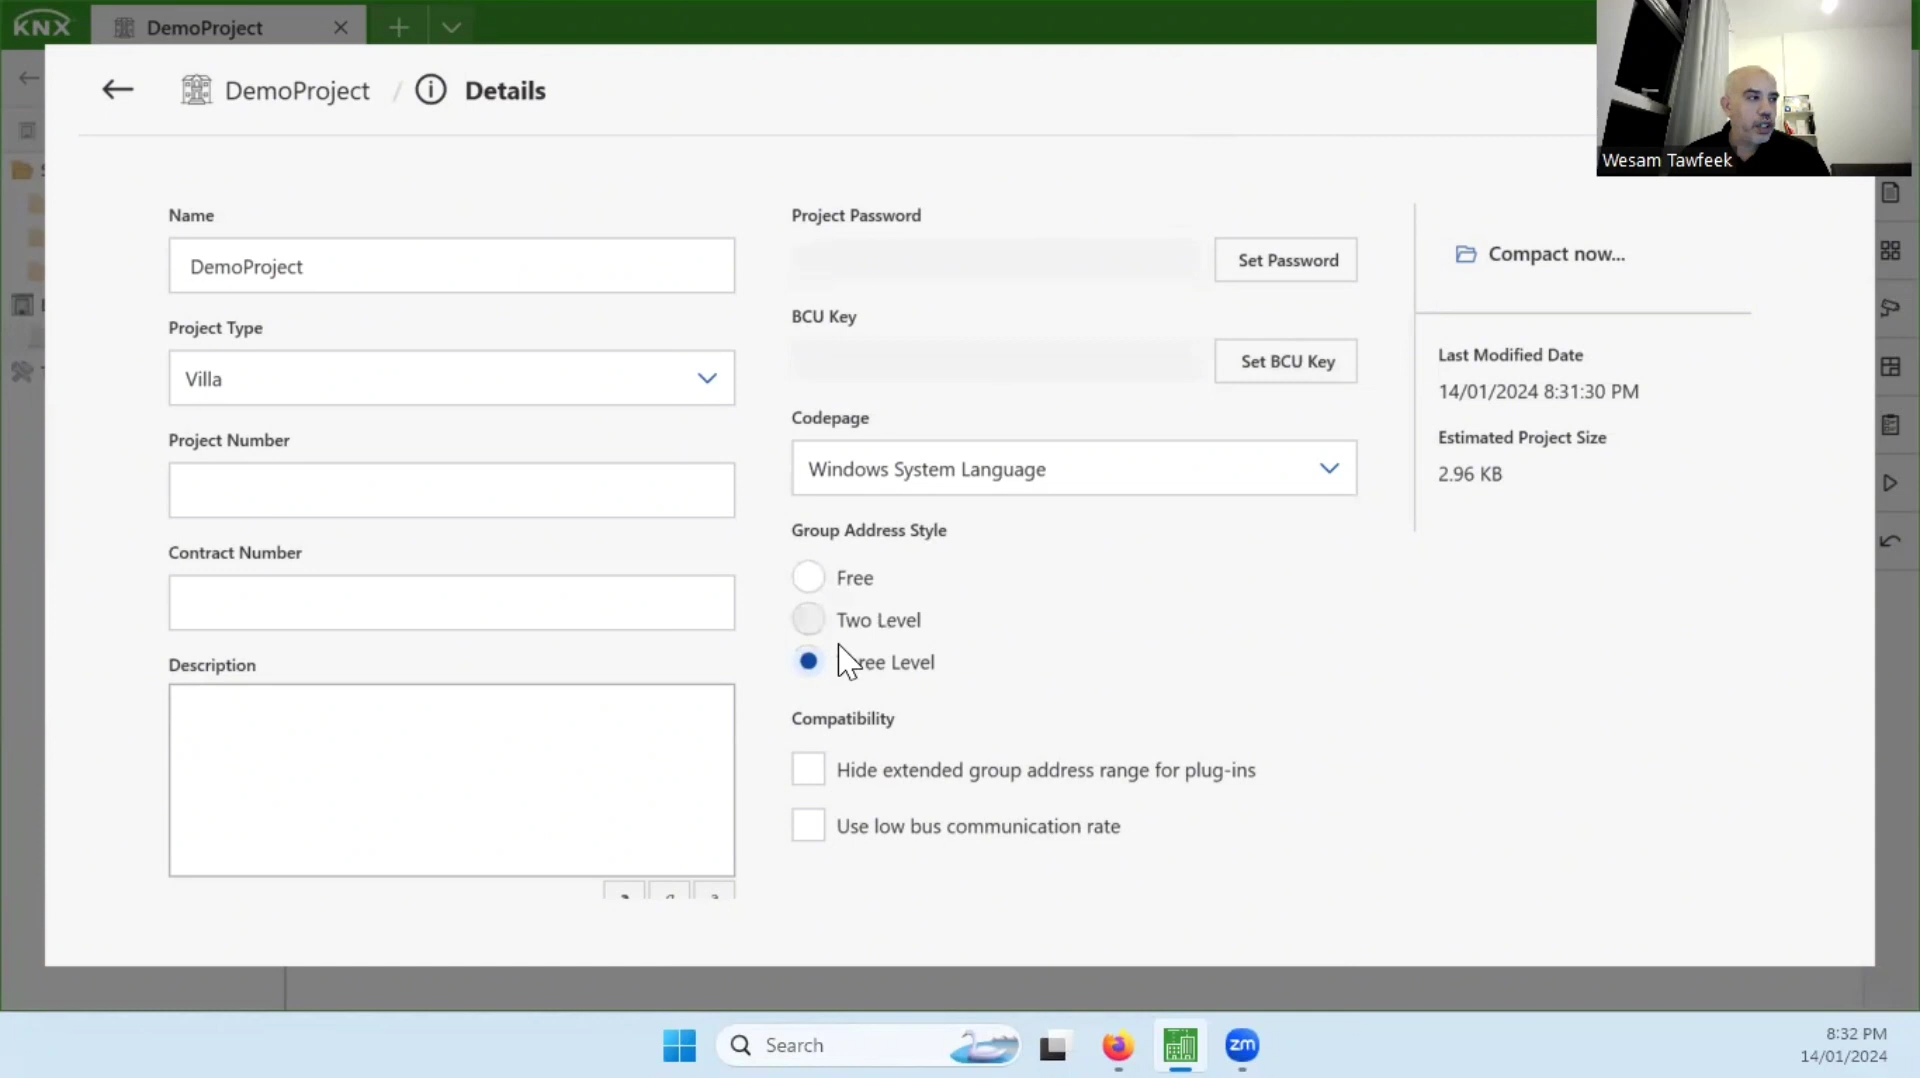 KNX
DemoProject
DemoProject / Details
Wesam Tawfeek
Name
DemoProject
Project Type
Villa
Project Number
Contract Number
Description
Project Password
Set Password
BCU Key
Set BCU Key
Codepage
Windows System Language
Group Address Style
Free
Two Level
ree Level
Compatibility
Hide extended group address range for plug-ins
Use low bus communication rate
Compact now...
Last Modified Date
14/01/2024 8:31:30 PM
Estimated Project Size
2.96 KB
Search
zm
8:32 PM
14/01/2024